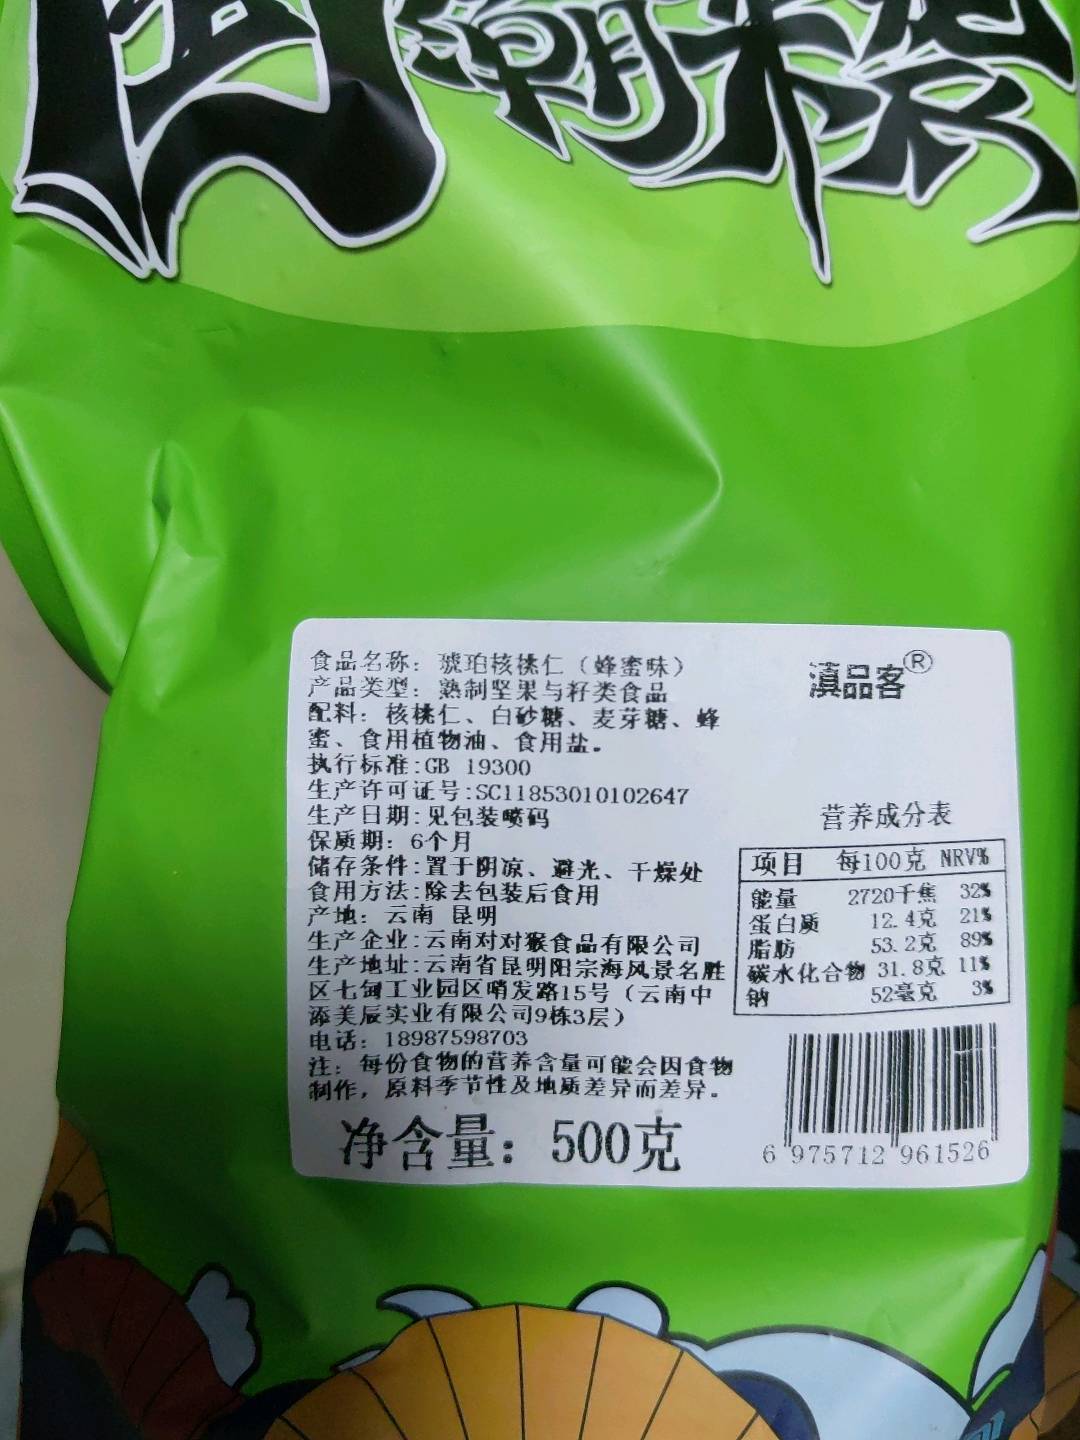 国潮来袭
食品名称：琥珀核桃仁（蜂蜜味）
产品类型：熟制坚果与籽类食品
配料：核桃仁、白砂糖、麦芽糖、蜂
蜜、食用植物油、食用盐。
执行标准:GB 19300
生产许可证号:SC11853010102647
生产日期:见包装喷码
保质期：6个月
储存条件:置于阴凉、避光、干燥处
食用方法:除去包装后食用
产地：云南 昆明
生产企业:云南对对猴食品有限公司
生产地址:云南省昆明阳宗海风景名胜
区七甸工业园区哨发路15号（云南中
添美辰实业有限公司9栋3层）
电话：18987598703
注：每份食物的营养含量可能会因食物
制作，原料季节性及地质差异而差异。
净含量：500克
滇品客®
营养成分表
项目 每100克 NRV%
能量 2720千焦 32%
蛋白质 12.4克 21%
脂肪 53.2克 89%
碳水化合物 31.8克 11%
钠 52毫克 3%
6 975712 961526